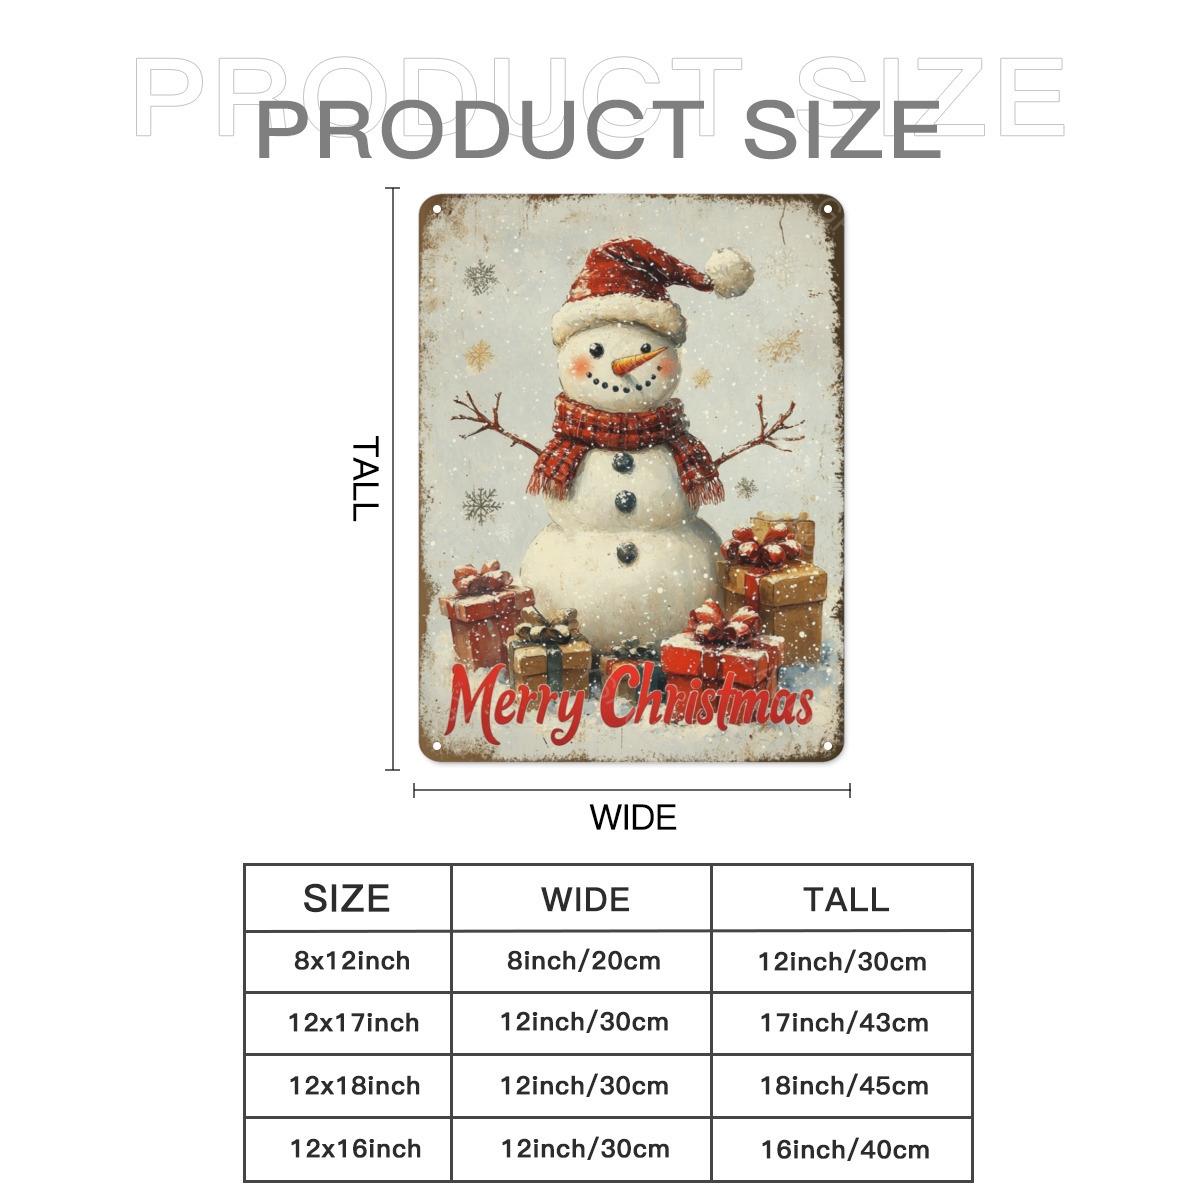 PRODUCT SIZE
PRODUCT SIZE
TALL
Merry Christmas
WIDE
SIZE WIDE TALL
8x12inch 8inch/20cm 12inch/30cm
12x17inch 12inch/30cm 17inch/43cm
12x18inch 12inch/30cm 18inch/45cm
12x16inch 12inch/30cm 16inch/40cm